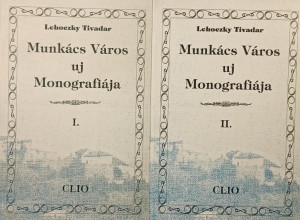 Lehoczky Tivadar
Munkács Város
uj
Monografiája
I.
CLIO
Lehoczky Tivadar
Munkács Város
uj
Monografiája
II.
CLIO